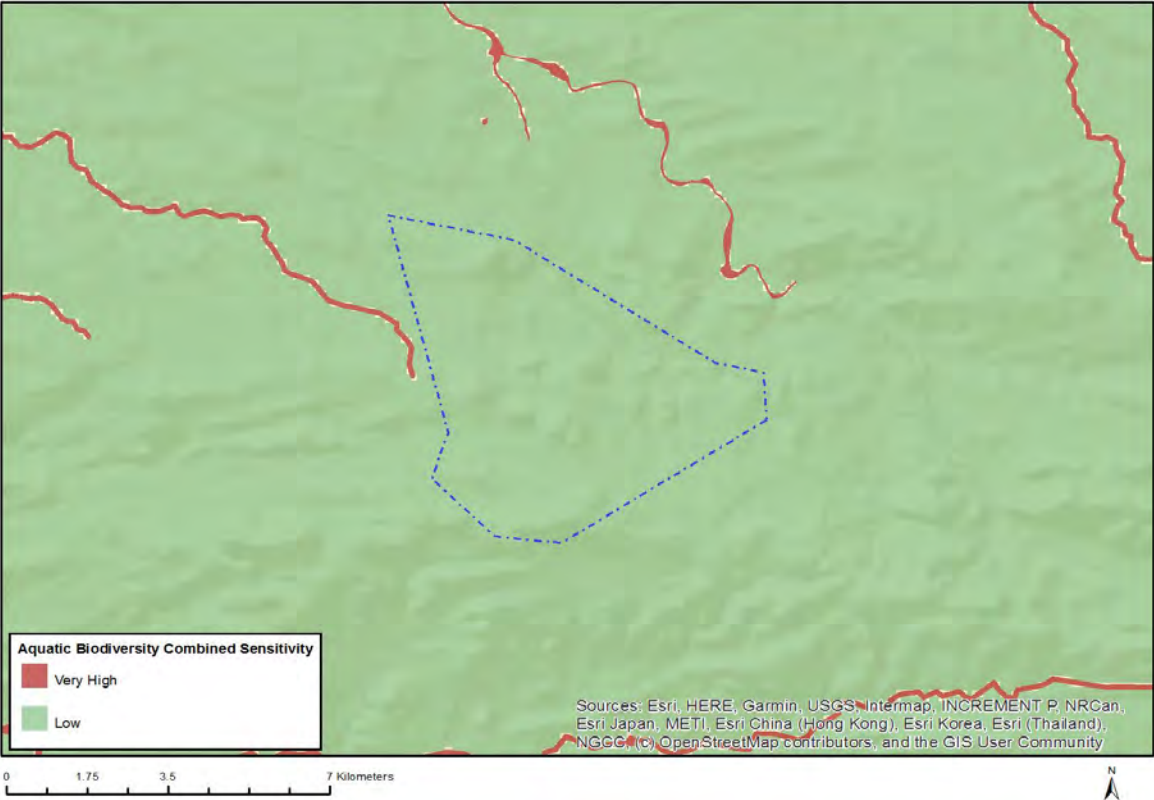 Aquatic Biodiversity Combined Sensitivity
Very High
Low
Sources: Esri, HERE, Garmin, USGS, Intermap, INCREMENT P, NRCan,
Esri Japan, METI, Esri China (Hong Kong), Esri Korea, Esri (Thailand),
NGCC, (c) OpenStreetMap contributors, and the GIS User Community
0 1.75 3.5 7 Kilometers
N